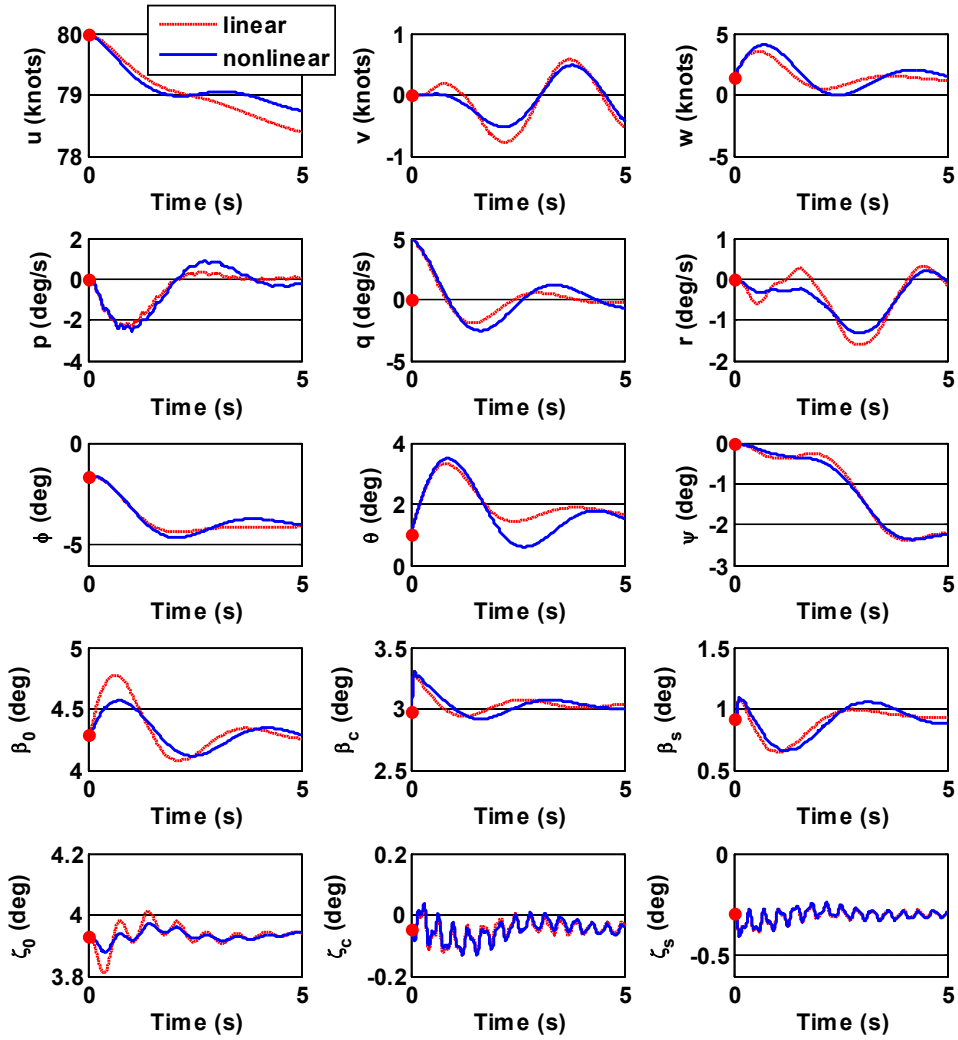 linear
nonlinear
u (knots)
80
79
78
0
5
Time (s)
v (knots)
1
0
-1
0
5
Time (s)
w (knots)
5
0
-5
0
5
Time (s)
p (deg/s)
2
0
-2
-4
0
5
Time (s)
q (deg/s)
5
0
-5
0
5
Time (s)
r (deg/s)
1
0
-1
-2
0
5
Time (s)
ϕ (deg)
0
-5
0
5
Time (s)
θ (deg)
4
2
0
0
5
Time (s)
ψ (deg)
0
-1
-2
-3
0
5
Time (s)
β₀ (deg)
5
4.5
4
0
5
Time (s)
β_c (deg)
3.5
3
2.5
0
5
Time (s)
β_s (deg)
1.5
1
0.5
0
5
Time (s)
ζ₀ (deg)
4.2
4
3.8
0
5
Time (s)
ζ_c (deg)
0.2
0
-0.2
0
5
Time (s)
ζ_s (deg)
0
-0.5
0
5
Time (s)